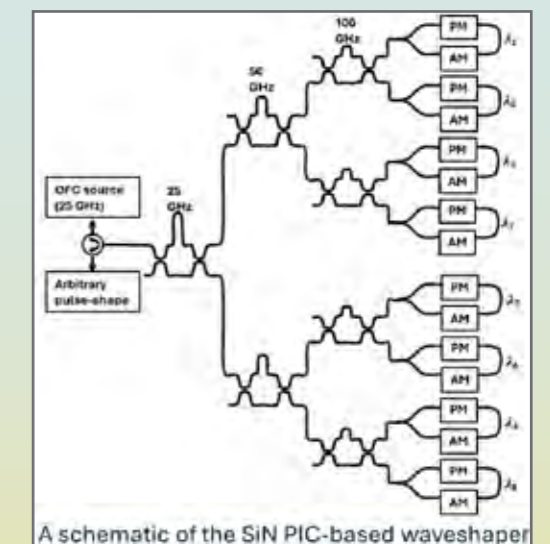 100
GHz
50
GHz
25
GHz
OFC source
(25 GHz)
Arbitrary
pulse-shape
PM
AM
PM
AM
PM
AM
PM
AM
PM
AM
PM
AM
PM
AM
PM
AM
A schematic of the SiN PIC-based waveshaper